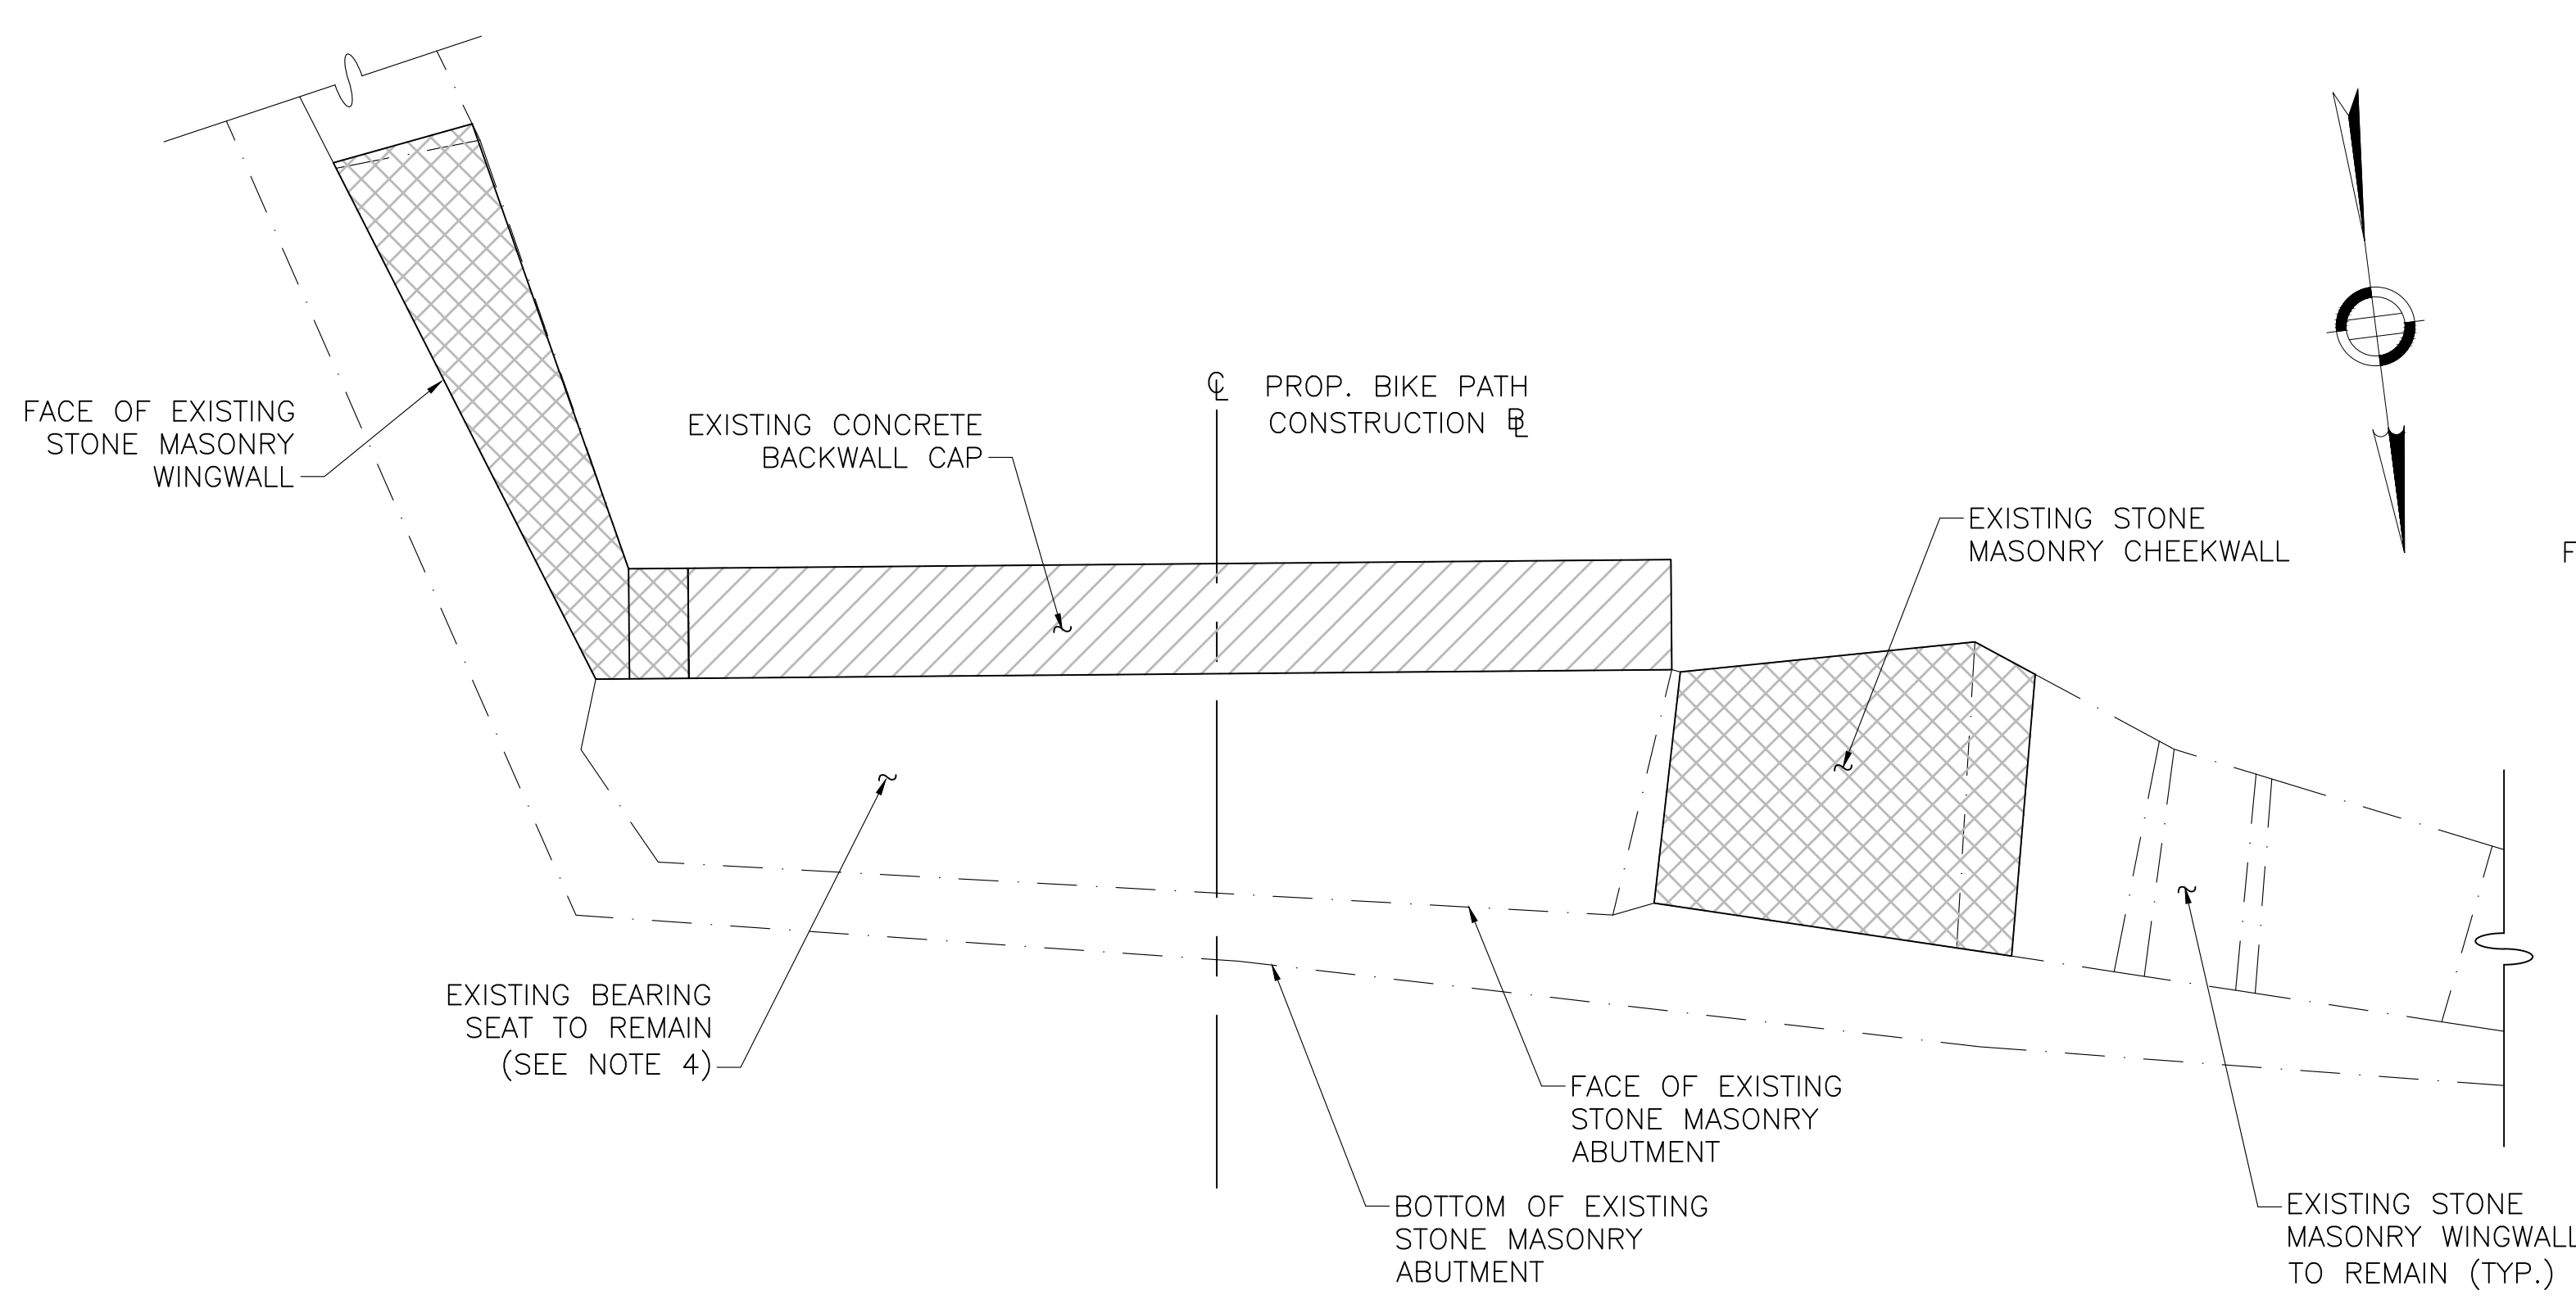 FACE OF EXISTING
STONE MASONRY
WINGWALL
EXISTING CONCRETE
BACKWALL CAP
℄ PROP. BIKE PATH
CONSTRUCTION BL
EXISTING STONE
MASONRY CHEEKWALL
F
EXISTING BEARING
SEAT TO REMAIN
(SEE NOTE 4)
FACE OF EXISTING
STONE MASONRY
ABUTMENT
BOTTOM OF EXISTING
STONE MASONRY
ABUTMENT
EXISTING STONE
MASONRY WINGWALL
TO REMAIN (TYP.)